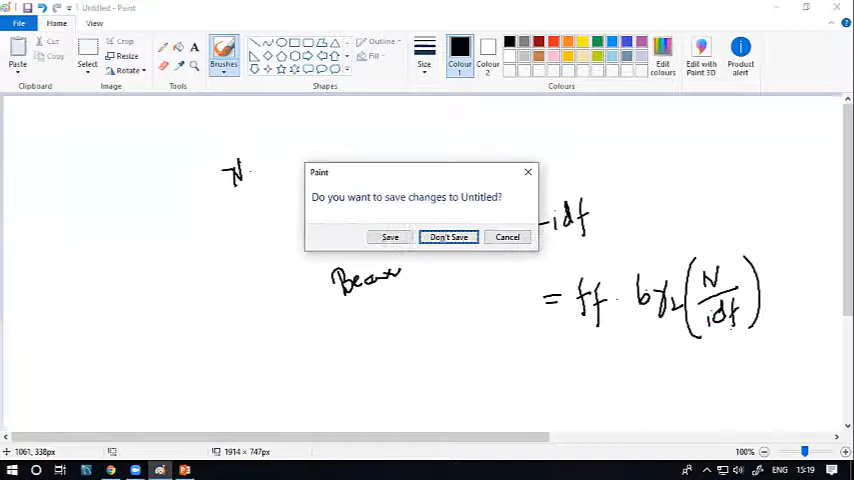 Untitled - Paint
File Home View
Paste
Cut
Copy
Clipboard
Select
Crop
Resize
Rotate
Image
A
Tools
Brushes
Shapes
Outline
Fill
Size
Colour 1
Colour 2
Colours
Edit colours
Edit with Paint 3D
Product alert
N
Paint
Do you want to save changes to Untitled?
Save Don't Save Cancel
-idf
= ff . log2 (N / idf)
1061, 338px
1914 × 747px
100%
ENG 15:19